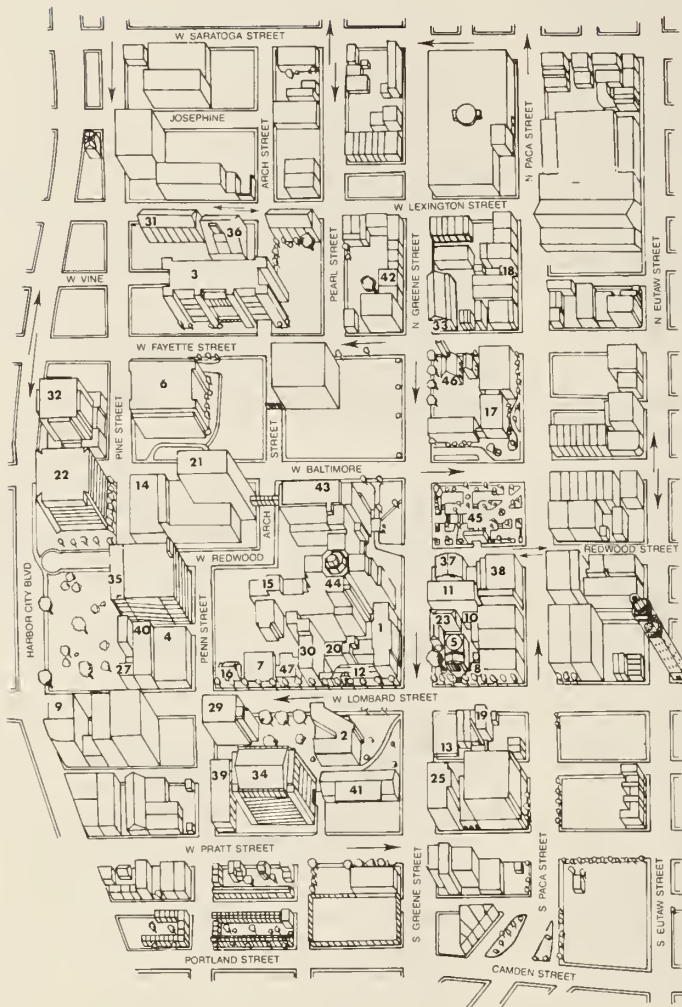 W SARATOGA STREET
JOSEPHINE
ARCH STREET
N PACA STREET
W LEXINGTON STREET
31
36
3
W VINE
PEARL STREET
42
N GREENE STREET
18
33
N EUTAW STREET
W FAYETTE STREET
6
46
32
PINE STREET
STREET
17
22
21
W BALTIMORE
14
43
ARCH
45
W REDWOOD
REDWOOD STREET
HARBOR CITY BLVD
35
37
38
15
44
11
PENN STREET
40
4
1
23
10
5
30
20
27
16
7
47
12
8
W LOMBARD STREET
9
29
2
19
13
39
34
41
25
W PRATT STREET
S GREENE STREET
S PACA STREET
S EUTAW STREET
PORTLAND STREET
CAMDEN STREET